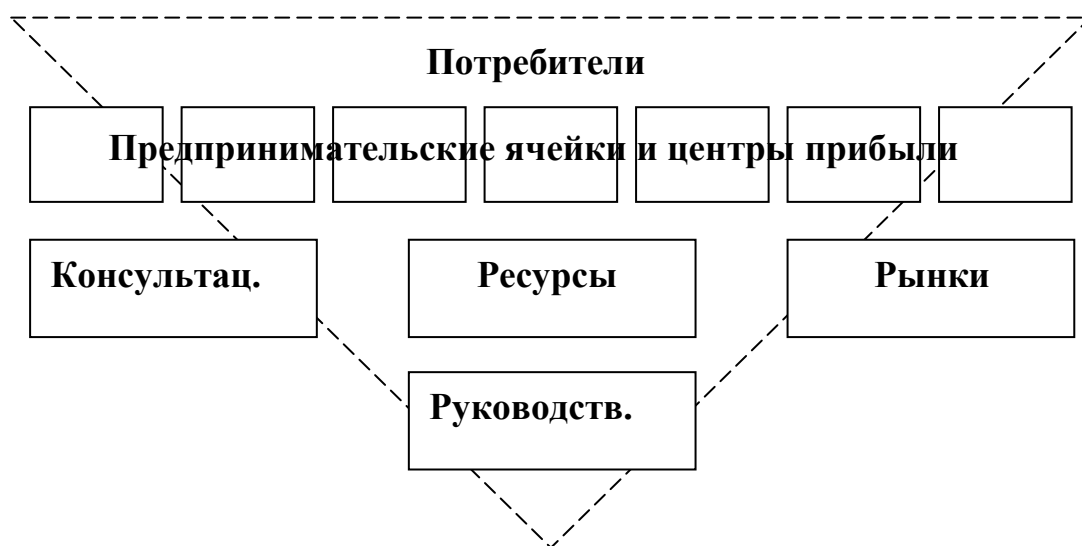 Потребители
Предпринимательские ячейки и центры прибыли
Консультац.
Ресурсы
Рынки
Руководств.